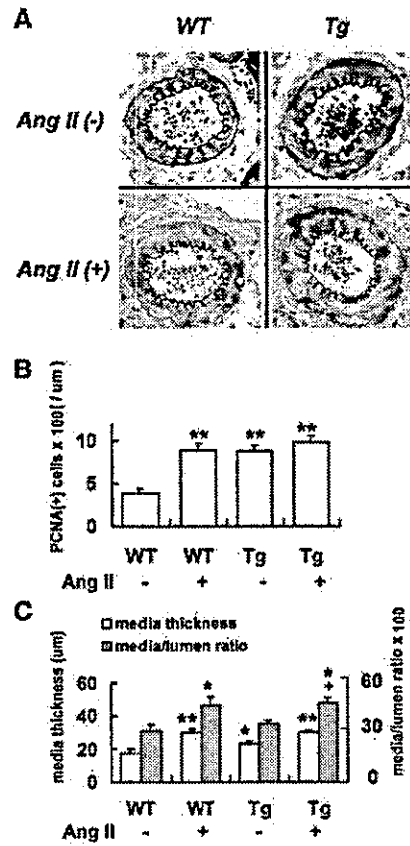 A
WT Tg
Ang II (-)
Ang II (+)
B
PCNA(+) cells x 100 ( / um)
10
5
0
** ** **
WT WT Tg Tg
Ang II - + - +
C
media thickness
media/lumen ratio
media thickness (um)
60
40
20
0
** * * ** * +
media/lumen ratio x 100
60
30
0
WT WT Tg Tg
Ang II - + - +